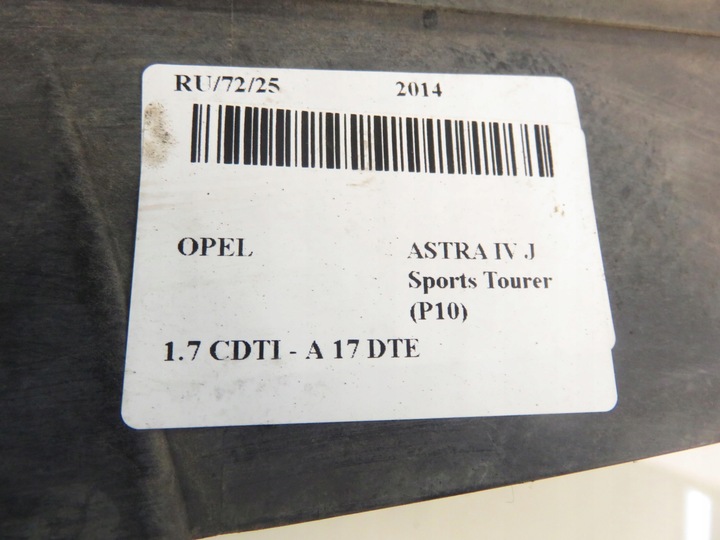 RU/72/25 2014
OPEL ASTRA IV J
Sports Tourer
(P10)
1.7 CDTI - A 17 DTE